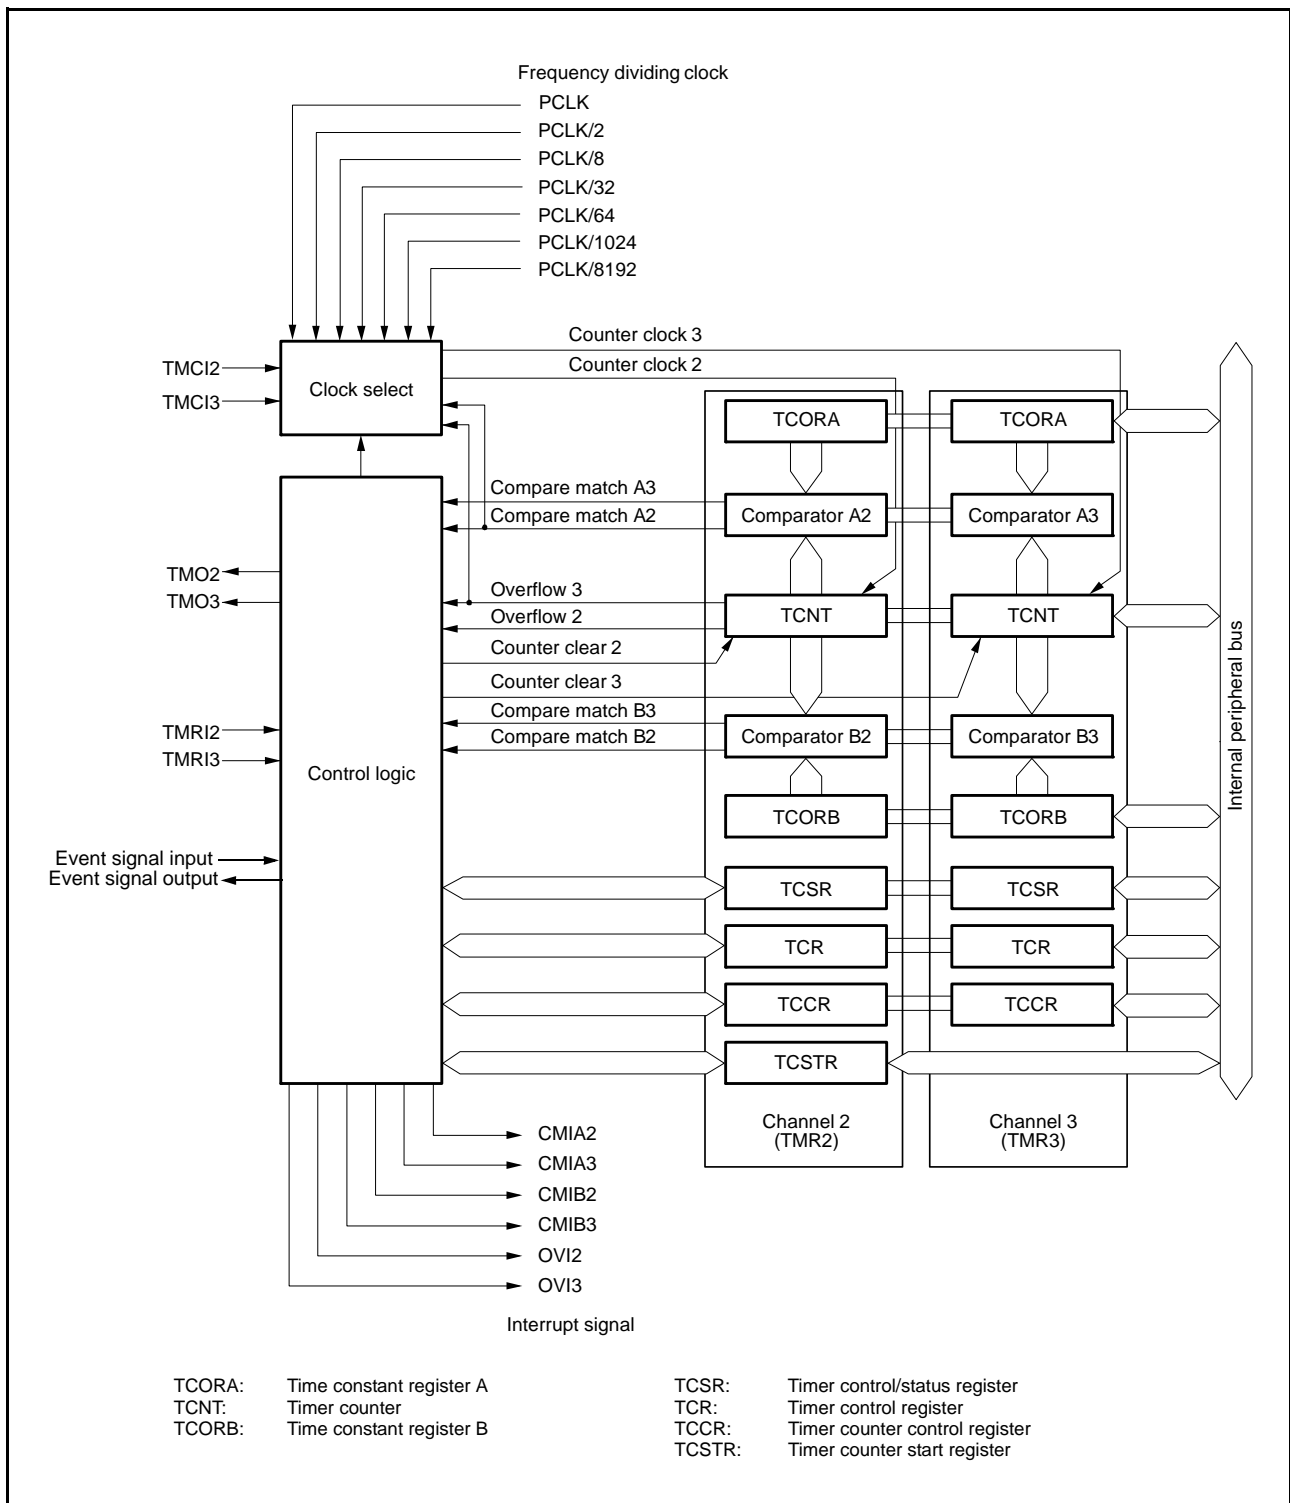 Frequency dividing clock
PCLK
PCLK/2
PCLK/8
PCLK/32
PCLK/64
PCLK/1024
PCLK/8192
Counter clock 3
Counter clock 2
TMCI2
TMCI3
Clock select
TCORA
TCORA
Compare match A3
Compare match A2
Comparator A2
Comparator A3
TMO2
TMO3
Overflow 3
Overflow 2
TCNT
TCNT
Counter clear 2
Counter clear 3
Internal peripheral bus
TMRI2
TMRI3
Compare match B3
Compare match B2
Comparator B2
Comparator B3
Control logic
TCORB
TCORB
Event signal input
Event signal output
TCSR
TCSR
TCR
TCR
TCCR
TCCR
TCSTR
Channel 2
(TMR2)
Channel 3
(TMR3)
CMIA2
CMIA3
CMIB2
CMIB3
OVI2
OVI3
Interrupt signal
TCORA: Time constant register A
TCNT: Timer counter
TCORB: Time constant register B
TCSR: Timer control/status register
TCR: Timer control register
TCCR: Timer counter control register
TCSTR: Timer counter start register